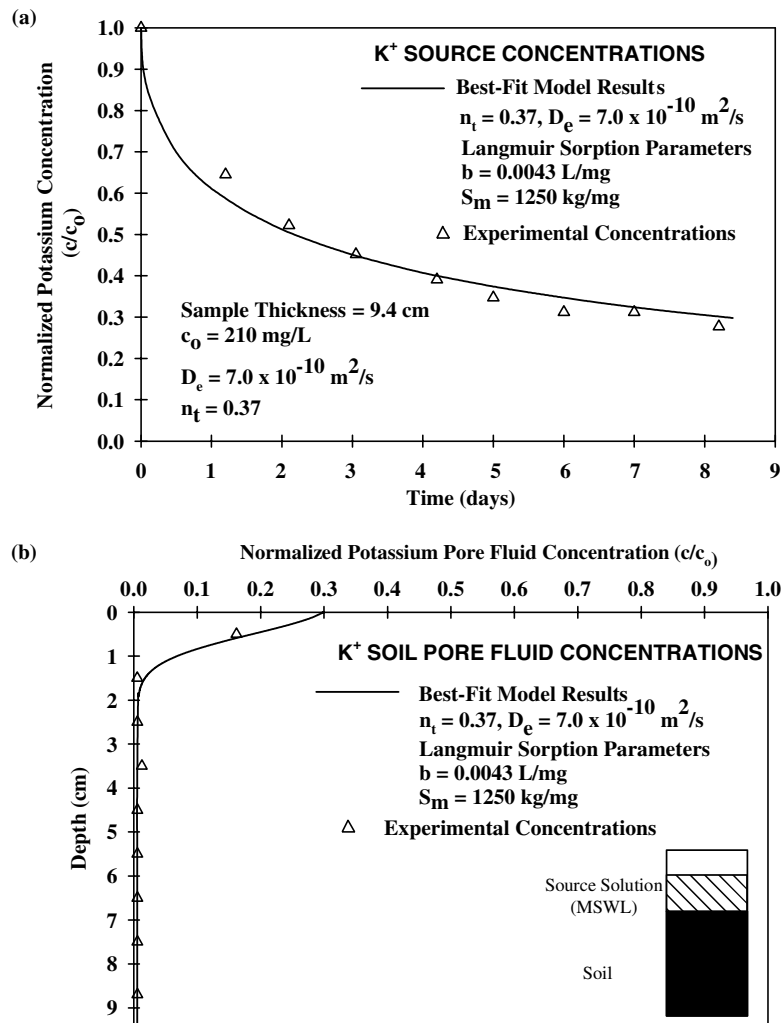 (a)
1.0
0.9
0.8
0.7
0.6
0.5
0.4
0.3
0.2
0.1
0.0
Normalized Potassium Concentration
(c/c₀)
K⁺ SOURCE CONCENTRATIONS
Best-Fit Model Results
nₜ = 0.37, Dₑ = 7.0 x 10⁻¹⁰ m²/s
Langmuir Sorption Parameters
b = 0.0043 L/mg
Sₘ = 1250 kg/mg
Experimental Concentrations
Sample Thickness = 9.4 cm
c₀ = 210 mg/L
Dₑ = 7.0 x 10⁻¹⁰ m²/s
nₜ = 0.37
0 1 2 3 4 5 6 7 8 9
Time (days)
(b)
Normalized Potassium Pore Fluid Concentration (c/c₀)
0.0 0.1 0.2 0.3 0.4 0.5 0.6 0.7 0.8 0.9 1.0
0
1
2
3
4
5
6
7
8
9
Depth (cm)
K⁺ SOIL PORE FLUID CONCENTRATIONS
Best-Fit Model Results
nₜ = 0.37, Dₑ = 7.0 x 10⁻¹⁰ m²/s
Langmuir Sorption Parameters
b = 0.0043 L/mg
Sₘ = 1250 kg/mg
Experimental Concentrations
Source Solution
(MSWL)
Soil